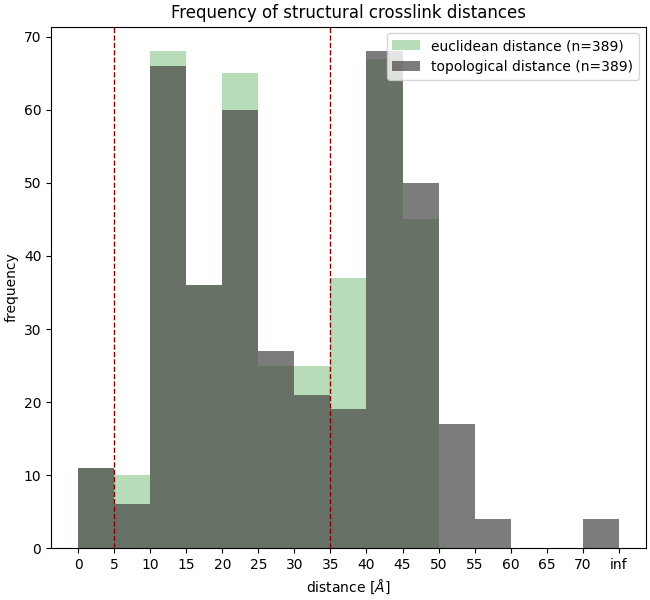 Frequency of structural crosslink distances
euclidean distance (n=389)
topological distance (n=389)
70
60
50
40
30
20
10
0
frequency
0 5 10 15 20 25 30 35 40 45 50 55 60 65 70 inf
distance [Å]